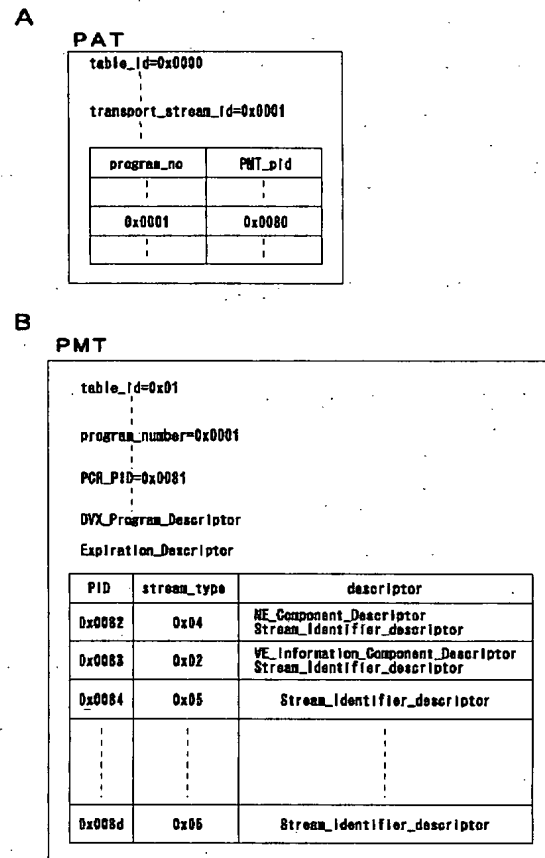 A
PAT
table_id=0x0000
transport_stream_id=0x0001
program_no PMT_pid
0x0001 0x0080
B
PMT
table_id=0x01
program_number=0x0001
PCR_PID=0x0081
DVX_Program_Descriptor
Expiration_Descriptor
PID stream_type descriptor
0x0082 0x04 NE_Component_Descriptor
Stream_Identifier_descriptor
0x0083 0x02 VE_Information_Component_Descriptor
Stream_Identifier_descriptor
0x0084 0x05 Stream_Identifier_descriptor
0x008d 0x05 Stream_Identifier_descriptor